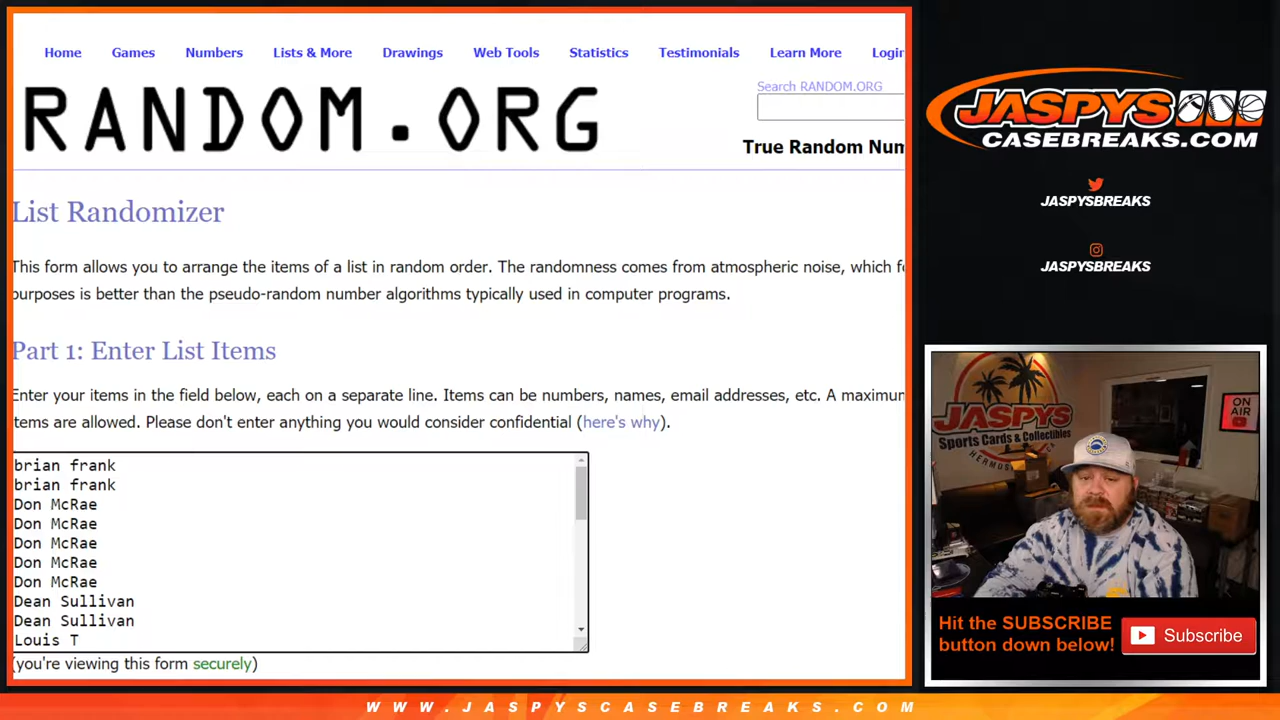 Home Games Numbers Lists & More Drawings Web Tools Statistics Testimonials Learn More Login
RANDOM.ORG
Search RANDOM.ORG
True Random Num
List Randomizer
This form allows you to arrange the items of a list in random order. The randomness comes from atmospheric noise, which fo
purposes is better than the pseudo-random number algorithms typically used in computer programs.
Part 1: Enter List Items
Enter your items in the field below, each on a separate line. Items can be numbers, names, email addresses, etc. A maximum
items are allowed. Please don't enter anything you would consider confidential (here's why).
brian frank
brian frank
Don McRae
Don McRae
Don McRae
Don McRae
Don McRae
Dean Sullivan
Dean Sullivan
Louis T
(you're viewing this form securely)
JASPYS
CASEBREAKS.COM
JASPYSBREAKS
JASPYSBREAKS
JASPYS
Sports Cards & Collectibles
ON
AIR
Hit the SUBSCRIBE
button down below!
Subscribe
WWW.JASPYSCASEBREAKS.COM